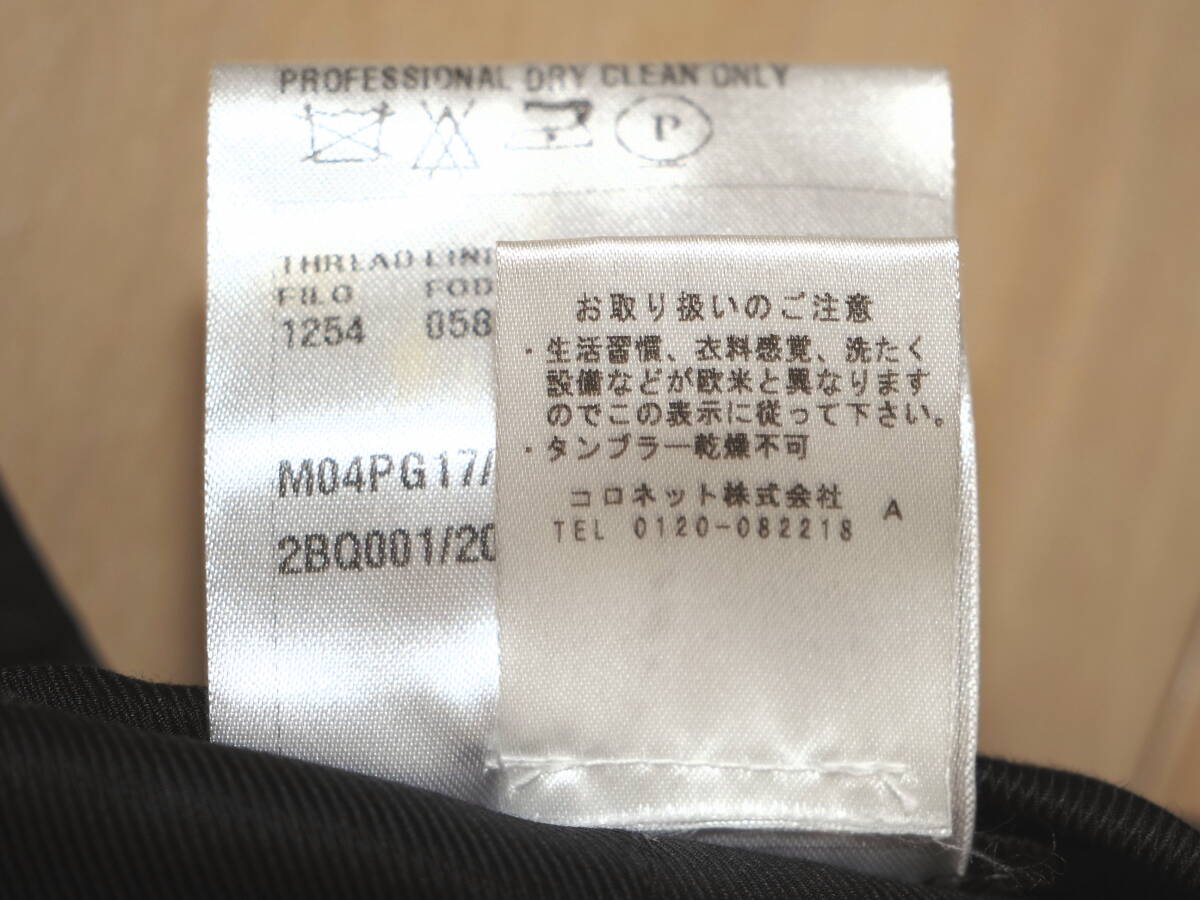 PROFESSIONAL DRY CLEAN ONLY
P
THREAD LINI
FILO FOD
1254 058
M04PG17/
2BQ001/20
お取り扱いのご注意
・生活習慣、衣料感覚、洗たく
設備などが欧米と異なります
のでこの表示に従って下さい。
・タンブラー乾燥不可
コロネット株式会社 A
TEL 0120-082218